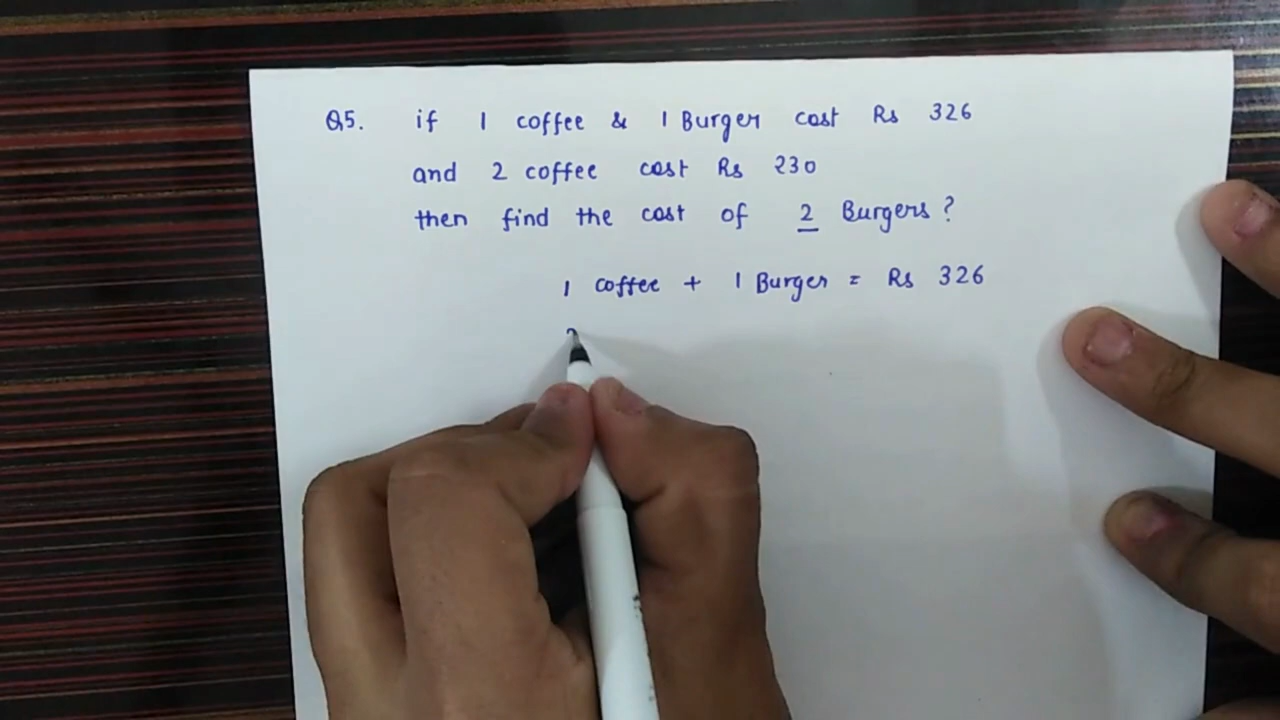 Q5. if 1 coffee & 1 Burger cost Rs 326
and 2 coffee cost Rs 230
then find the cost of 2 Burgers?
1 coffee + 1 Burger = Rs 326